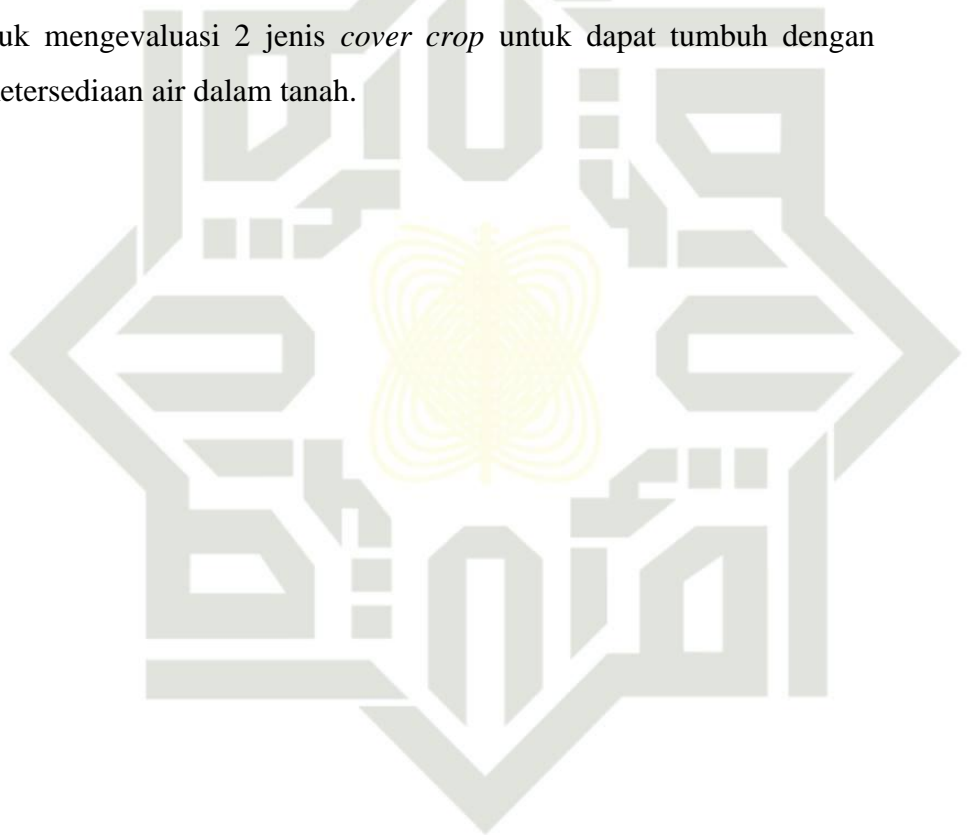 uk mengevaluasi 2 jenis cover crop untuk dapat tumbuh dengan
etersediaan air dalam tanah.